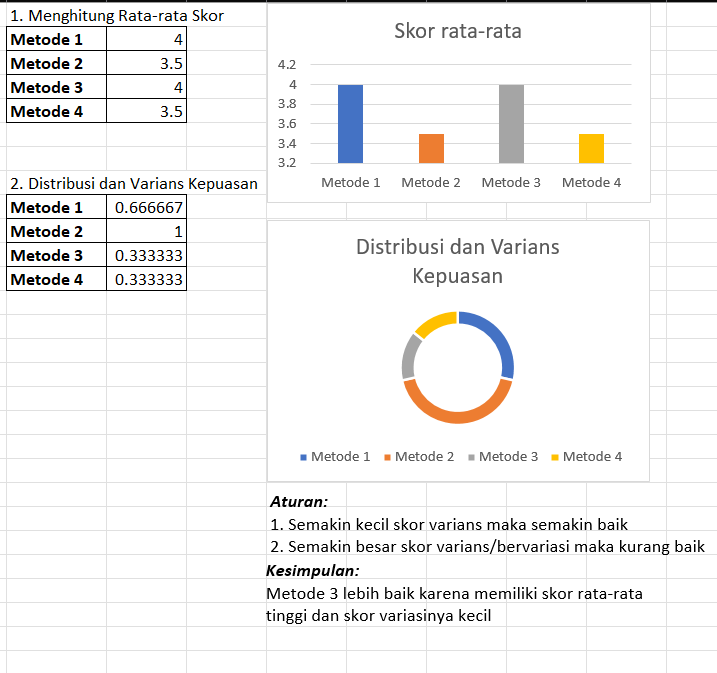 1. Menghitung Rata-rata Skor
Metode 1 4
Metode 2 3.5
Metode 3 4
Metode 4 3.5
Skor rata-rata
4.2
4
3.8
3.6
3.4
3.2
Metode 1 Metode 2 Metode 3 Metode 4
2. Distribusi dan Varians Kepuasan
Metode 1 0.666667
Metode 2 1
Metode 3 0.333333
Metode 4 0.333333
Distribusi dan Varians
Kepuasan
Metode 1 Metode 2 Metode 3 Metode 4
Aturan:
1. Semakin kecil skor varians maka semakin baik
2. Semakin besar skor varians/bervariasi maka kurang baik
Kesimpulan:
Metode 3 lebih baik karena memiliki skor rata-rata
tinggi dan skor variasinya kecil